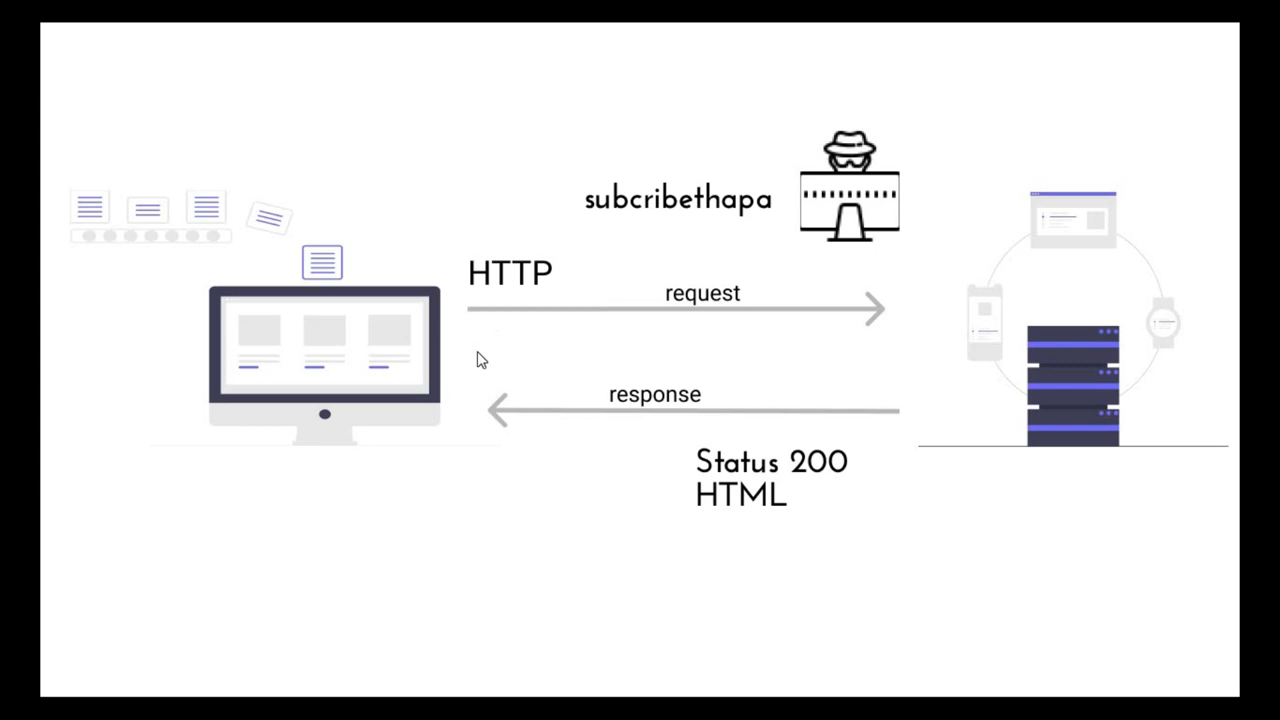 subcribethapa
HTTP
request
response
Status 200
HTML